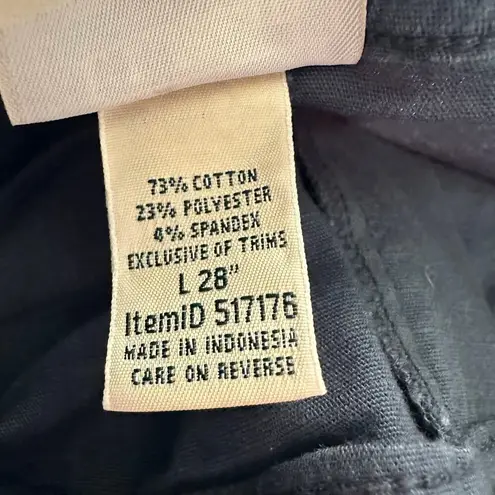 73% COTTON
23% POLYESTER
4% SPANDEX
EXCLUSIVE OF TRIMS
L 28"
ItemID 517176
MADE IN INDONESIA
CARE ON REVERSE